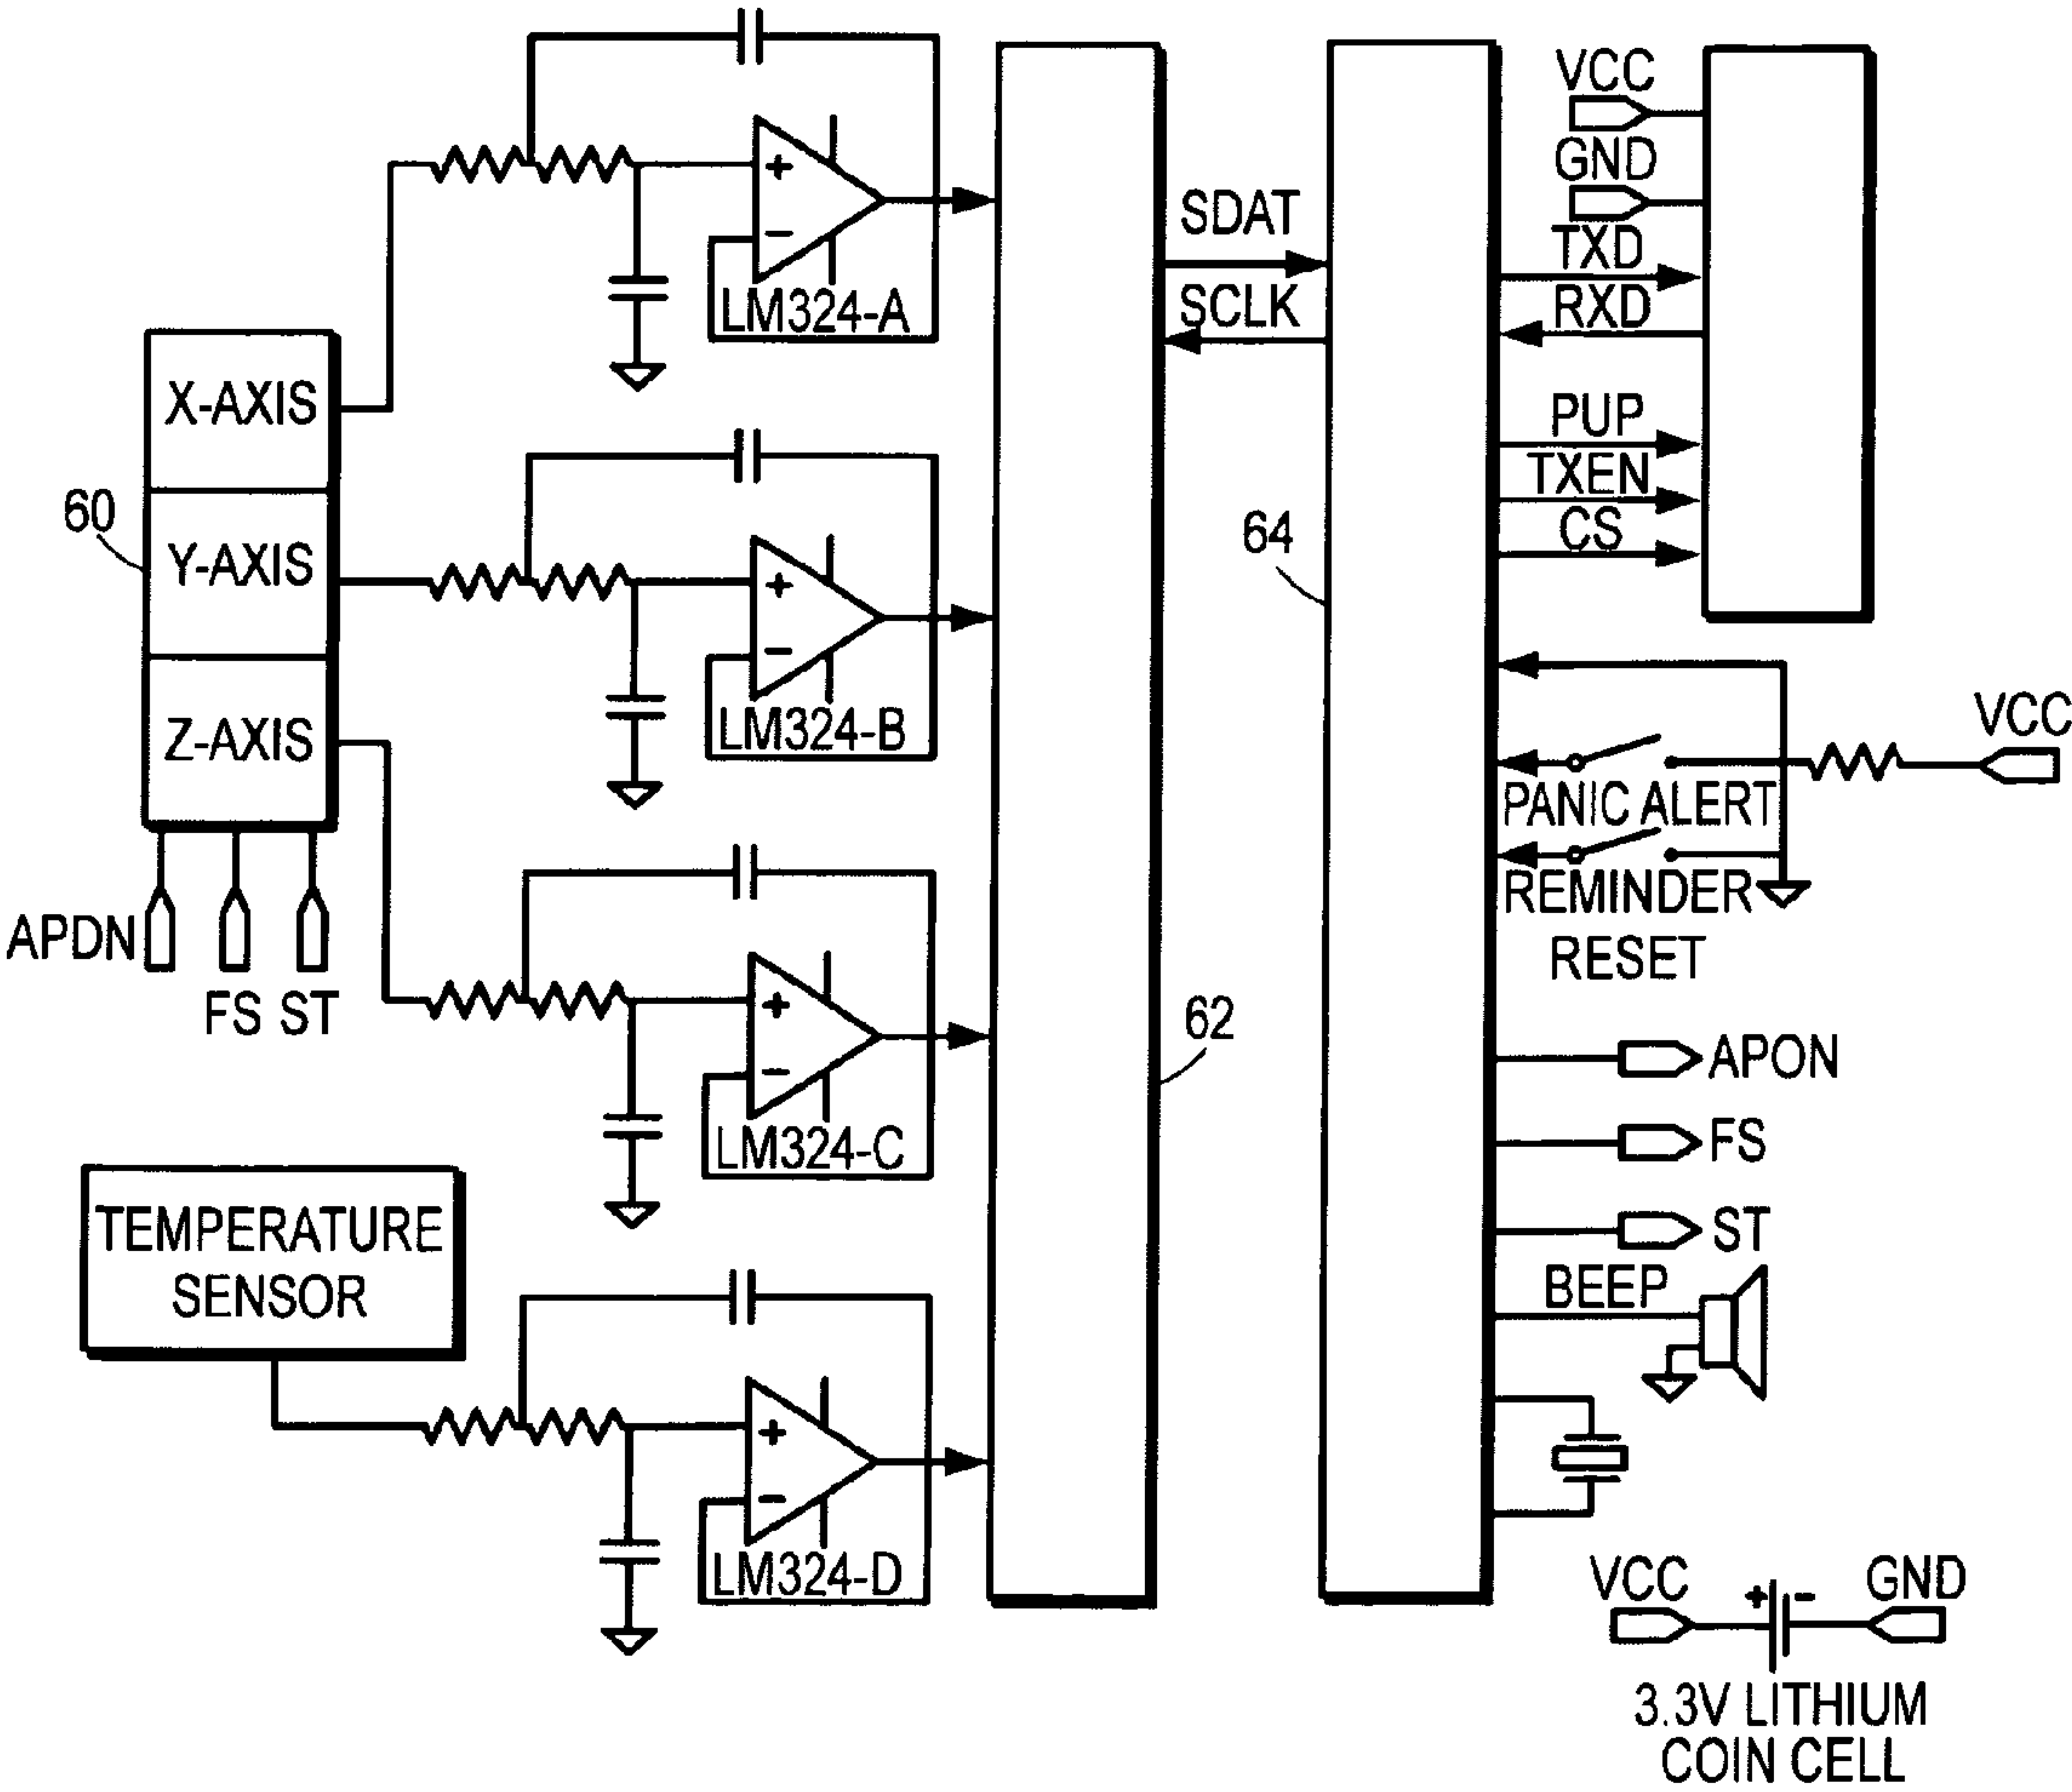 VCC
GND
SDAT
TXD
SCLK
RXD
+
−
LM324-A
X-AXIS
PUP
TXEN
CS
60
64
Y-AXIS
+
−
LM324-B
Z-AXIS
VCC
PANIC ALERT
REMINDER
RESET
APDN
FS ST
+
−
LM324-C
62
APON
FS
ST
TEMPERATURE
SENSOR
BEEP
+
−
LM324-D
VCC
+ −
GND
3.3V LITHIUM
COIN CELL